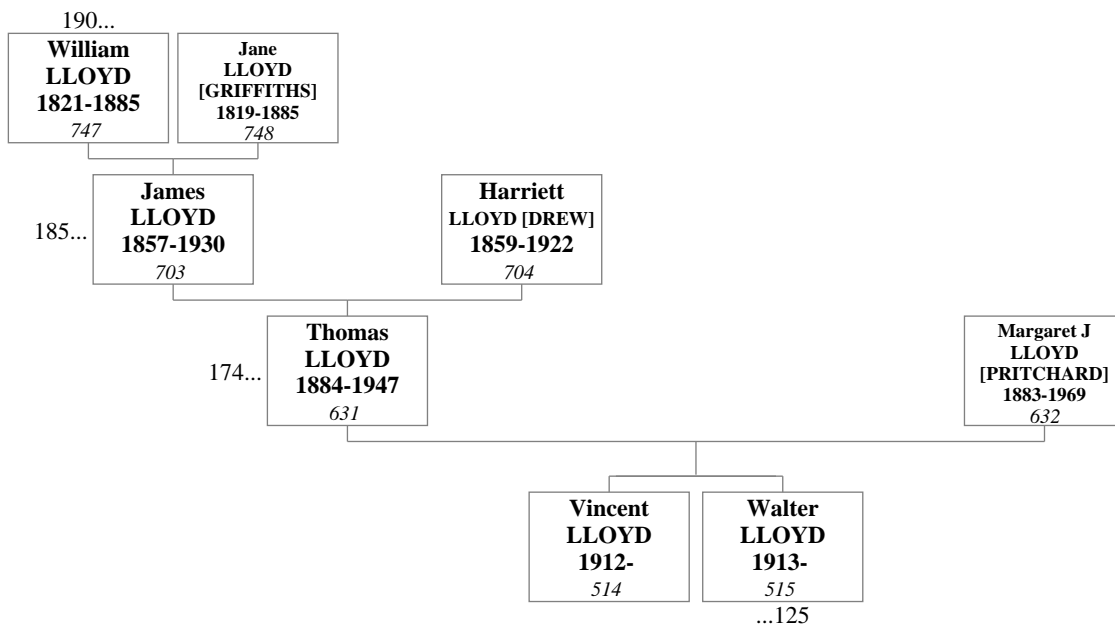 190...
William
LLOYD
1821-1885
747
Jane
LLOYD
[GRIFFITHS]
1819-1885
748
185...
James
LLOYD
1857-1930
703
Harriett
LLOYD [DREW]
1859-1922
704
174...
Thomas
LLOYD
1884-1947
631
Margaret J
LLOYD
[PRITCHARD]
1883-1969
632
Vincent
LLOYD
1912-
514
Walter
LLOYD
1913-
515
...125